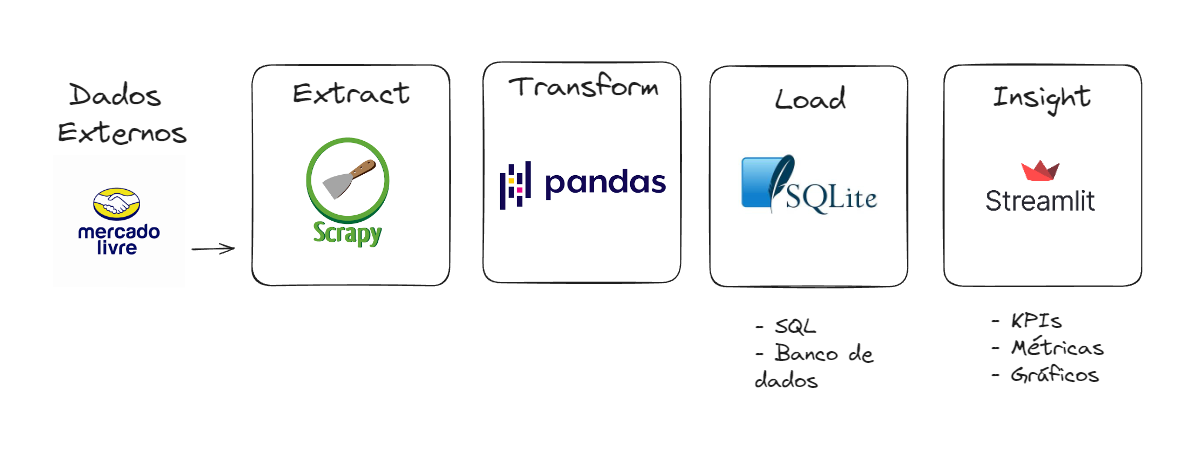 Dados
Externos
mercado
livre
Extract
Scrapy
Transform
pandas
Load
SQLite
- SQL
- Banco de
dados
Insight
Streamlit
- KPIs
- Métricas
- Gráficos